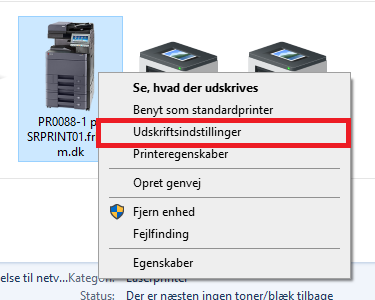 PR0088-1 p
SRPRINT01.fr
m.dk
Se, hvad der udskrives
Benyt som standardprinter
Udskriftsindstillinger
Printeregenskaber
Opret genvej
Fjern enhed
Fejlfinding
Egenskaber
else til netv... Kategori: Laserprinter
Status: Der er næsten ingen toner/blæk tilbage